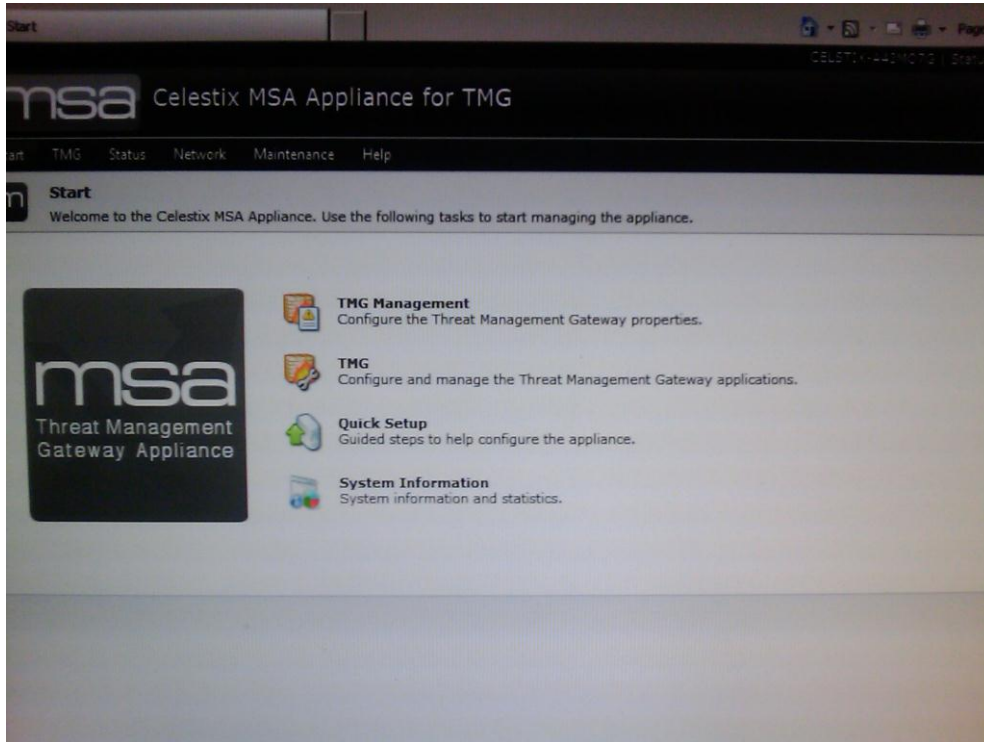 Start
Page
msa Celestix MSA Appliance for TMG
TMG Status Network Maintenance Help
Start
Welcome to the Celestix MSA Appliance. Use the following tasks to start managing the appliance.
msa
Threat Management
Gateway Appliance
TMG Management
Configure the Threat Management Gateway properties.
TMG
Configure and manage the Threat Management Gateway applications.
Quick Setup
Guided steps to help configure the appliance.
System Information
System information and statistics.